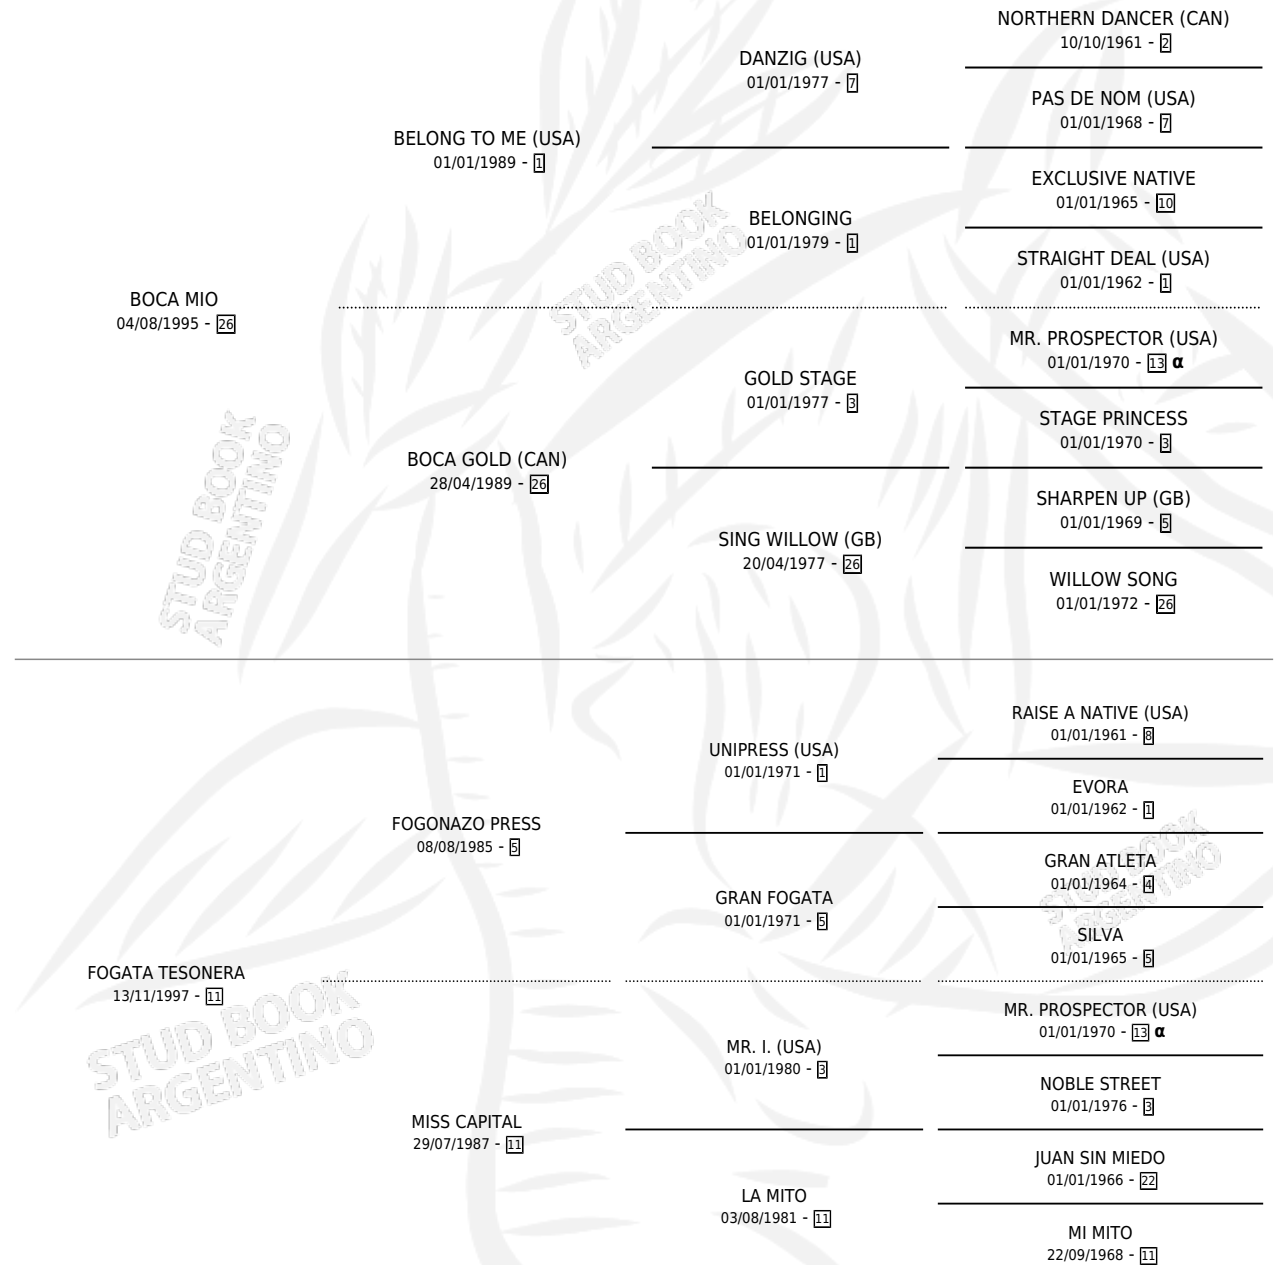 NORTHERN DANCER (CAN)
10/10/1961 - 2
DANZIG (USA)
01/01/1977 - 7
PAS DE NOM (USA)
01/01/1968 - 7
BELONG TO ME (USA)
01/01/1989 - 1
EXCLUSIVE NATIVE
01/01/1965 - 10
BELONGING
01/01/1979 - 1
STRAIGHT DEAL (USA)
01/01/1962 - 1
BOCA MIO
04/08/1995 - 26
MR. PROSPECTOR (USA)
01/01/1970 - 13 α
GOLD STAGE
01/01/1977 - 3
STAGE PRINCESS
01/01/1970 - 3
BOCA GOLD (CAN)
28/04/1989 - 26
SHARPEN UP (GB)
01/01/1969 - 5
SING WILLOW (GB)
20/04/1977 - 26
WILLOW SONG
01/01/1972 - 26
RAISE A NATIVE (USA)
01/01/1961 - 8
UNIPRESS (USA)
01/01/1971 - 1
EVORA
01/01/1962 - 1
FOGONAZO PRESS
08/08/1985 - 5
GRAN ATLETA
01/01/1964 - 4
GRAN FOGATA
01/01/1971 - 5
SILVA
01/01/1965 - 5
FOGATA TESONERA
13/11/1997 - 11
MR. PROSPECTOR (USA)
01/01/1970 - 13 α
MR. I. (USA)
01/01/1980 - 3
NOBLE STREET
01/01/1976 - 3
MISS CAPITAL
29/07/1987 - 11
JUAN SIN MIEDO
01/01/1966 - 22
LA MITO
03/08/1981 - 11
MI MITO
22/09/1968 - 11
STUD BOOK
ARGENTINO
STUD BOOK
ARGENTINO
STUD BOOK
ARGENTINO
STUD BOOK
ARGENTINO